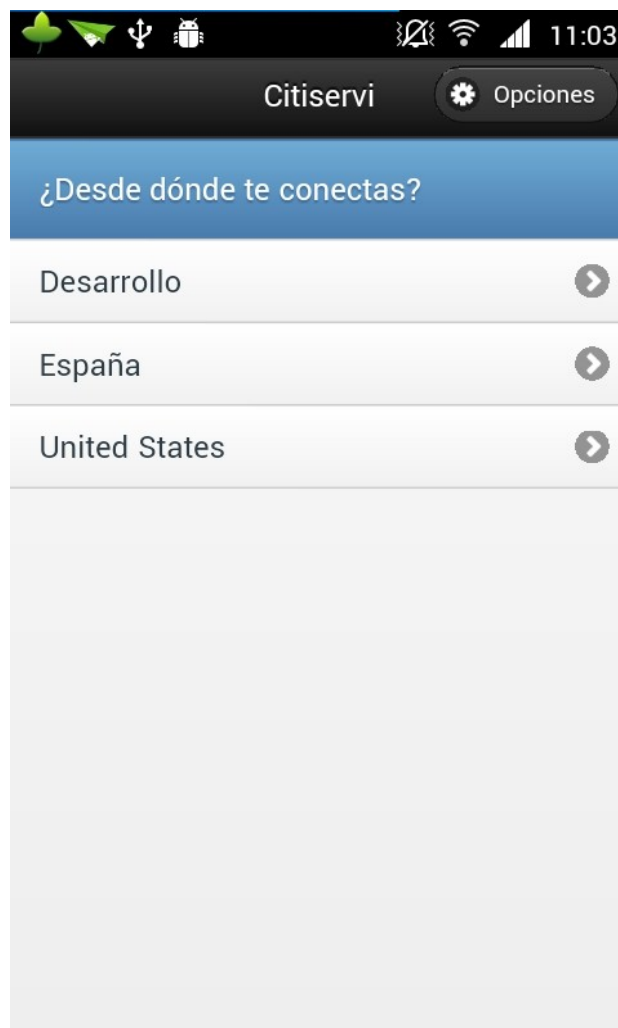 11:03
Citiservi
Opciones
¿Desde dónde te conectas?
Desarrollo
España
United States